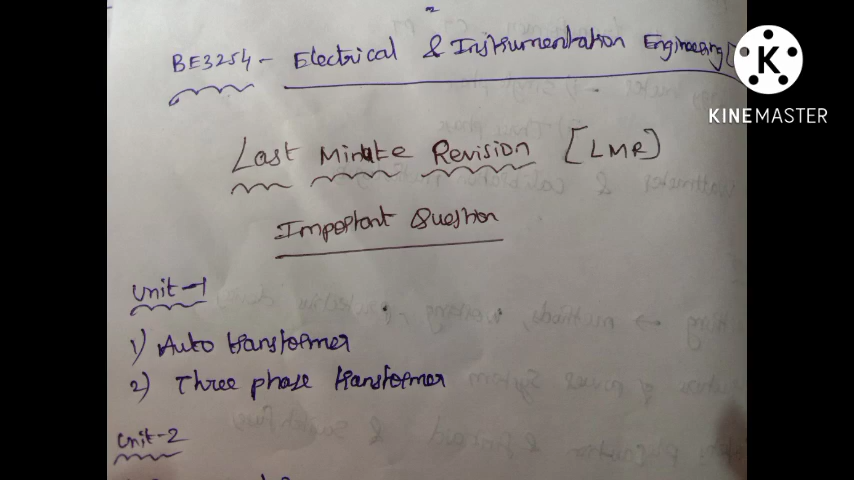 BE3254 - Electrical & Instrumentation Engineering [
Last Minute Revision [LMR]
Important Question
Unit-1
1) Auto transformer
2) Three phase transformer
Unit-2
K
KINEMASTER